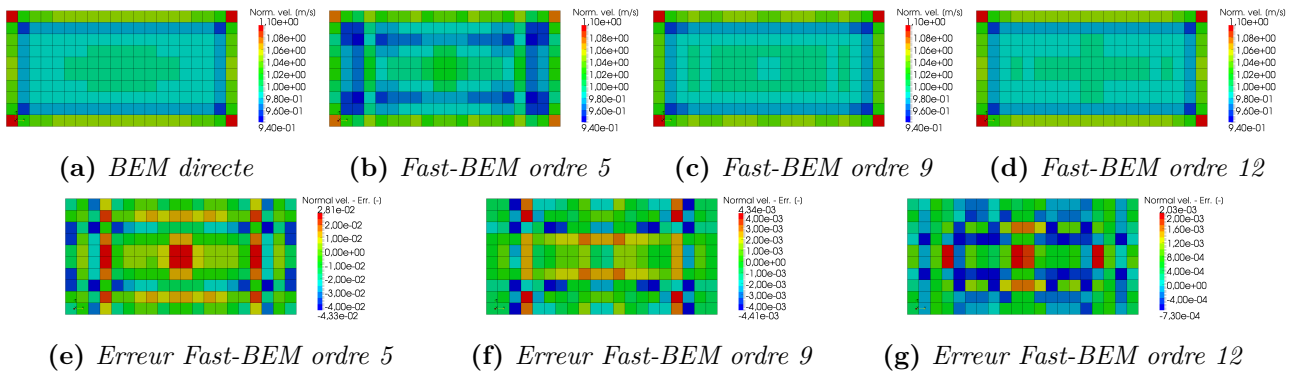 Norm. vel. (m/s)
1,10e+00
1,08e+00
1,06e+00
1,04e+00
1,02e+00
1,00e+00
9,80e-01
9,60e-01
9,40e-01
Norm. vel. (m/s)
1,10e+00
1,08e+00
1,06e+00
1,04e+00
1,02e+00
1,00e+00
9,80e-01
9,60e-01
9,40e-01
Norm. vel. (m/s)
1,10e+00
1,08e+00
1,06e+00
1,04e+00
1,02e+00
1,00e+00
9,80e-01
9,60e-01
9,40e-01
Norm. vel. (m/s)
1,10e+00
1,08e+00
1,06e+00
1,04e+00
1,02e+00
1,00e+00
9,80e-01
9,60e-01
9,40e-01
(a) BEM directe
(b) Fast-BEM ordre 5
(c) Fast-BEM ordre 9
(d) Fast-BEM ordre 12
Normal vel. - Err. (-)
2,81e-02
2,00e-02
1,00e-02
0,00e+00
-1,00e-02
-2,00e-02
-3,00e-02
-4,00e-02
-4,33e-02
Normal vel. - Err. (-)
4,34e-03
4,00e-03
3,00e-03
2,00e-03
1,00e-03
0,00e+00
-1,00e-03
-2,00e-03
-3,00e-03
-4,00e-03
-4,41e-03
Normal vel. - Err. (-)
2,03e-03
2,00e-03
1,60e-03
1,20e-03
8,00e-04
4,00e-04
0,00e+00
-4,00e-04
-7,30e-04
(e) Erreur Fast-BEM ordre 5
(f) Erreur Fast-BEM ordre 9
(g) Erreur Fast-BEM ordre 12